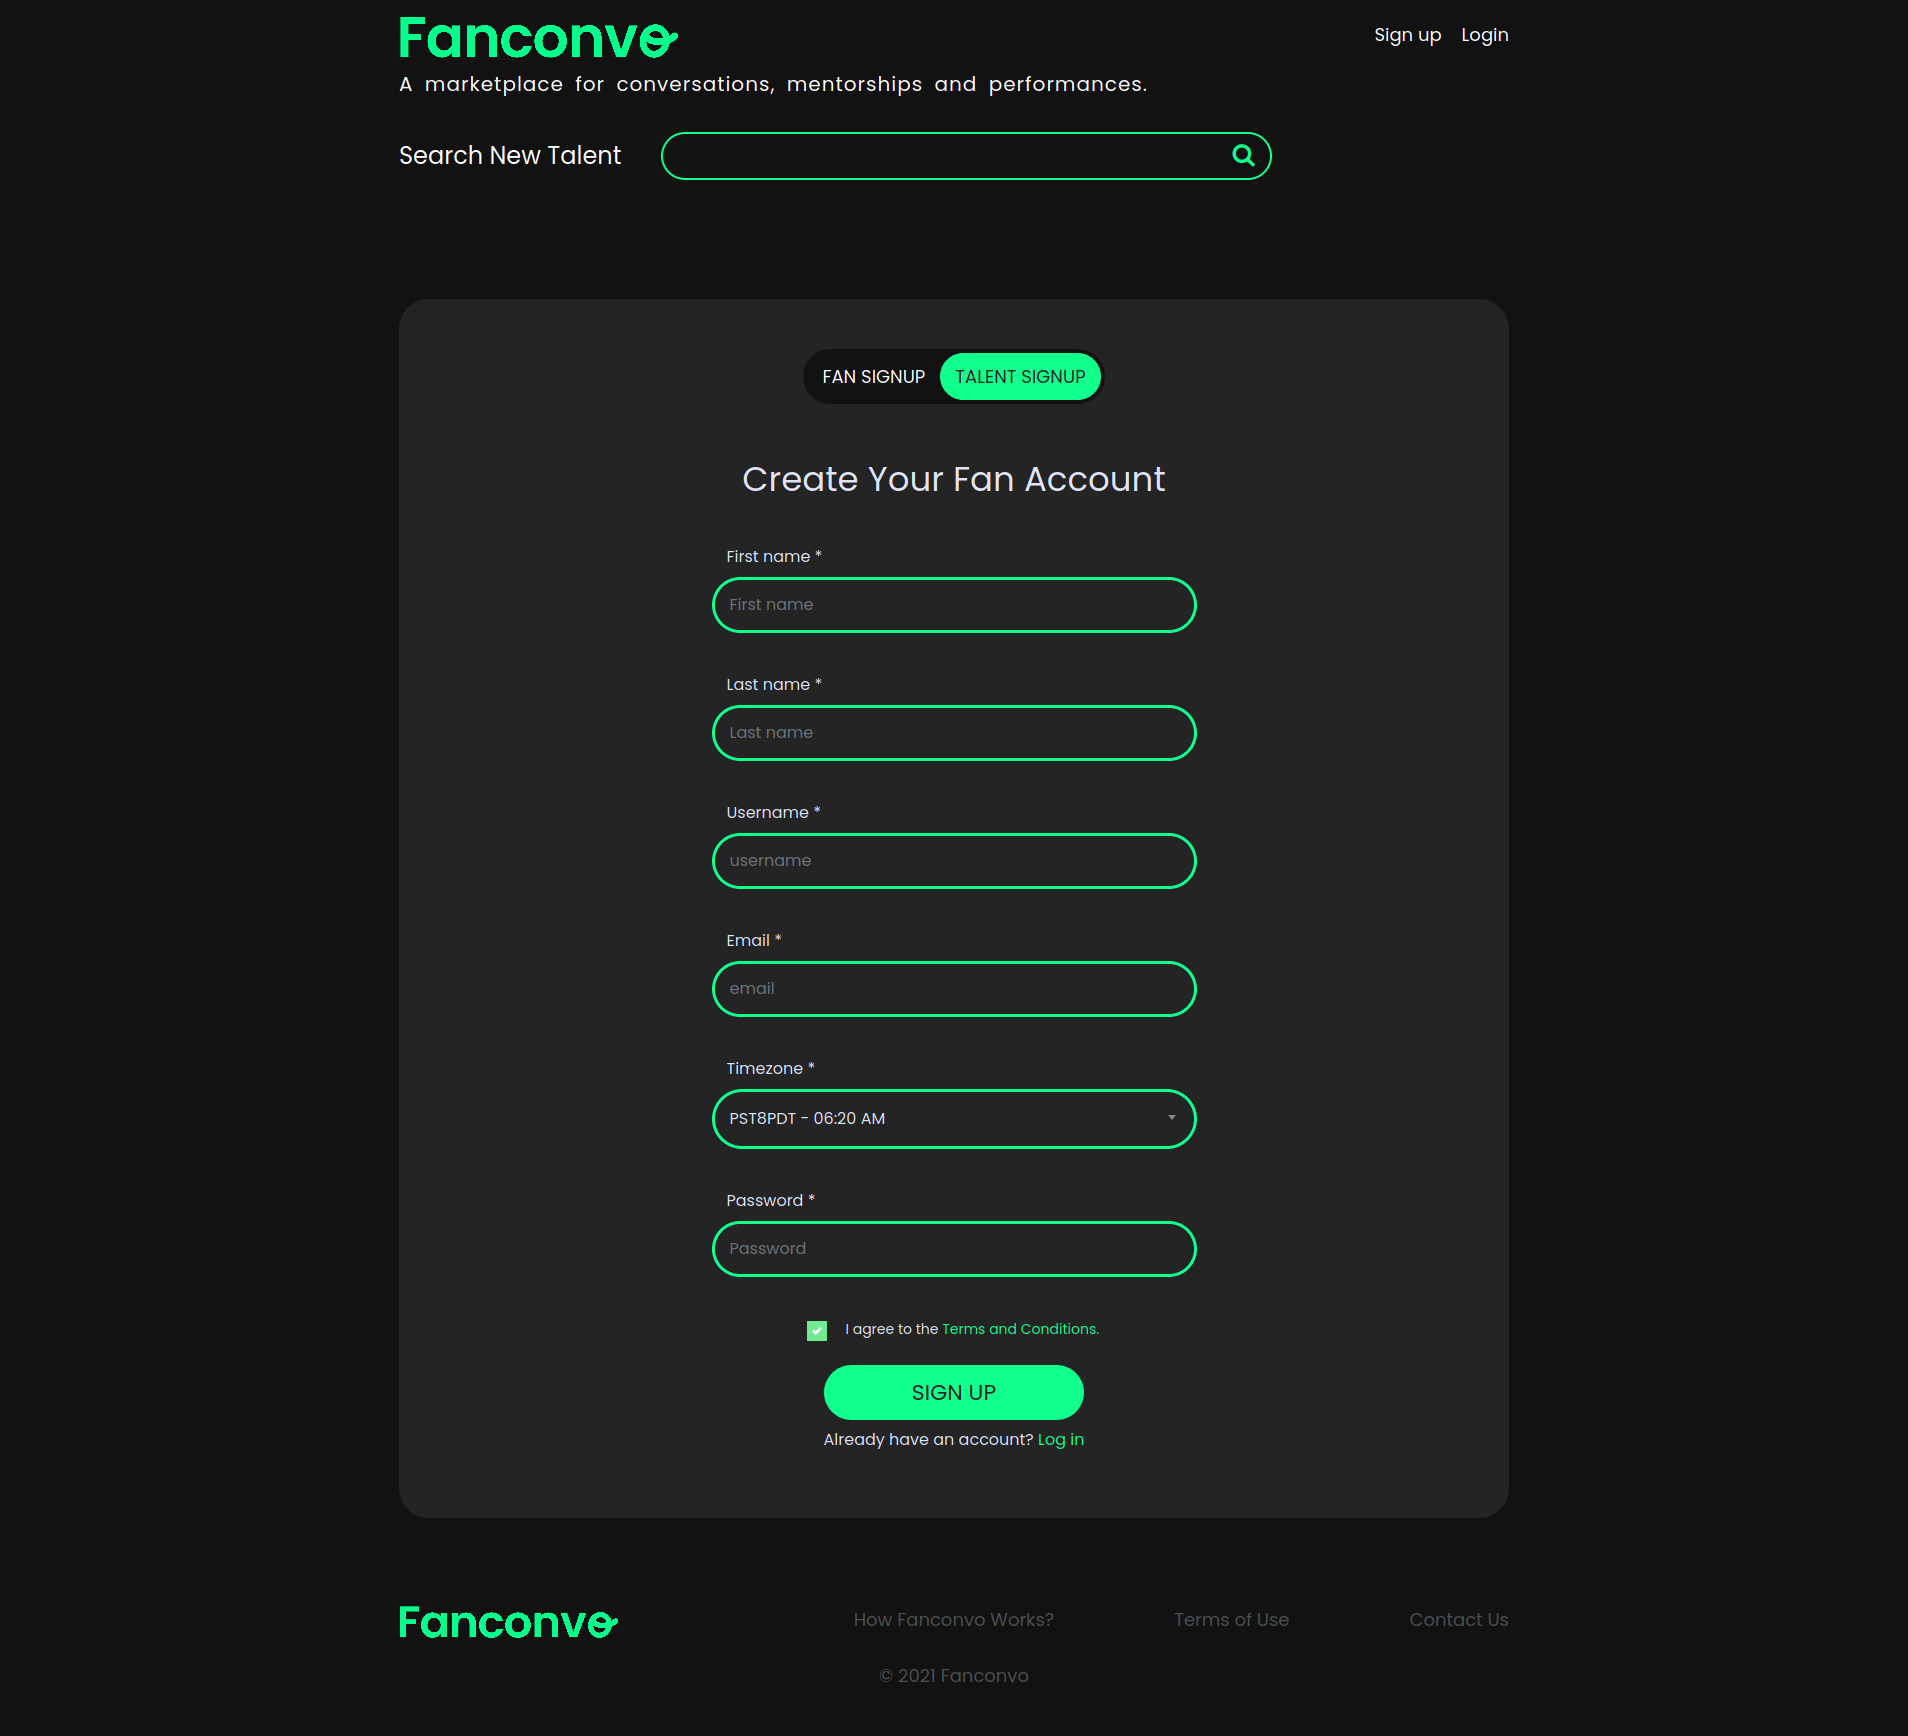 Fanconvo
Sign up
Login
A marketplace for conversations, mentorships and performances.
Search New Talent
FAN SIGNUP
TALENT SIGNUP
Create Your Fan Account
First name *
First name
Last name *
Last name
Username *
username
Email *
email
Timezone *
PST8PDT - 06:20 AM
Password *
Password
I agree to the Terms and Conditions.
SIGN UP
Already have an account? Log in
Fanconvo
How Fanconvo Works?
Terms of Use
Contact Us
© 2021 Fanconvo